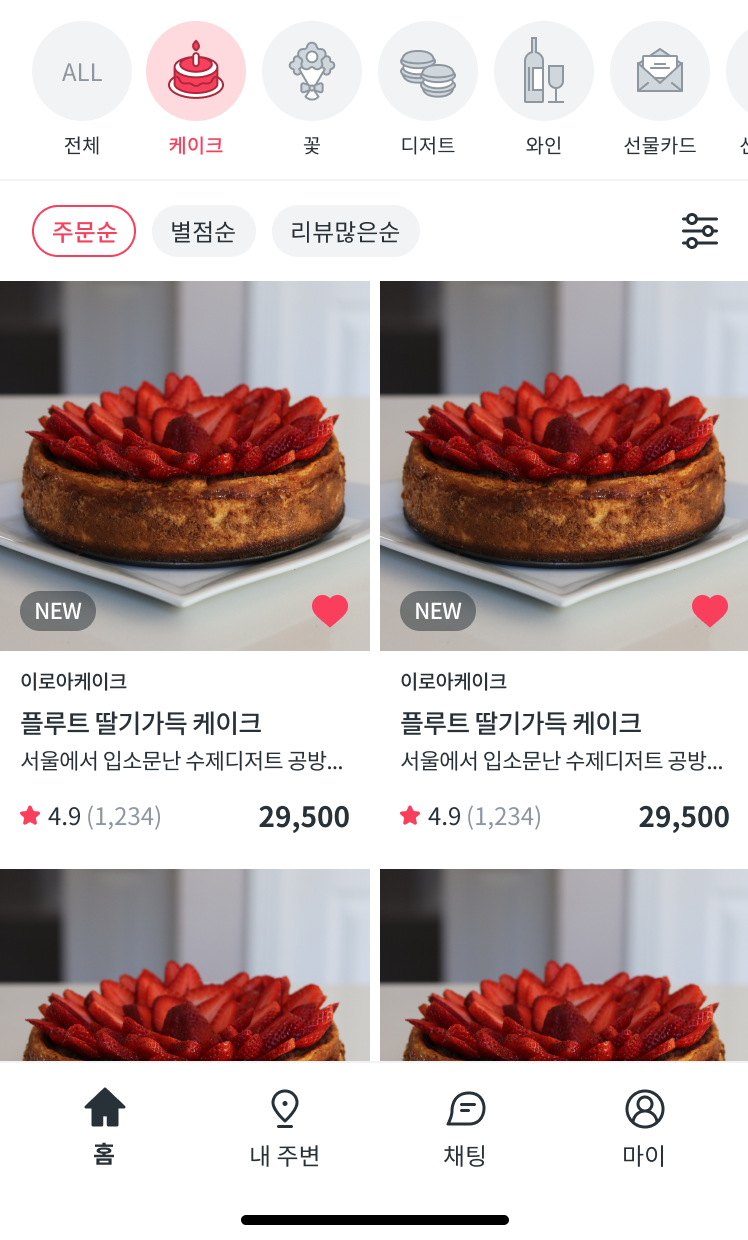 ALL
전체
케이크
꽃
디저트
와인
선물카드
주문순
별점순
리뷰많은순
NEW
NEW
이로아케이크
이로아케이크
플루트 딸기가득 케이크
플루트 딸기가득 케이크
서울에서 입소문난 수제디저트 공방...
서울에서 입소문난 수제디저트 공방...
4.9 (1,234) 29,500
4.9 (1,234) 29,500
홈
내 주변
채팅
마이